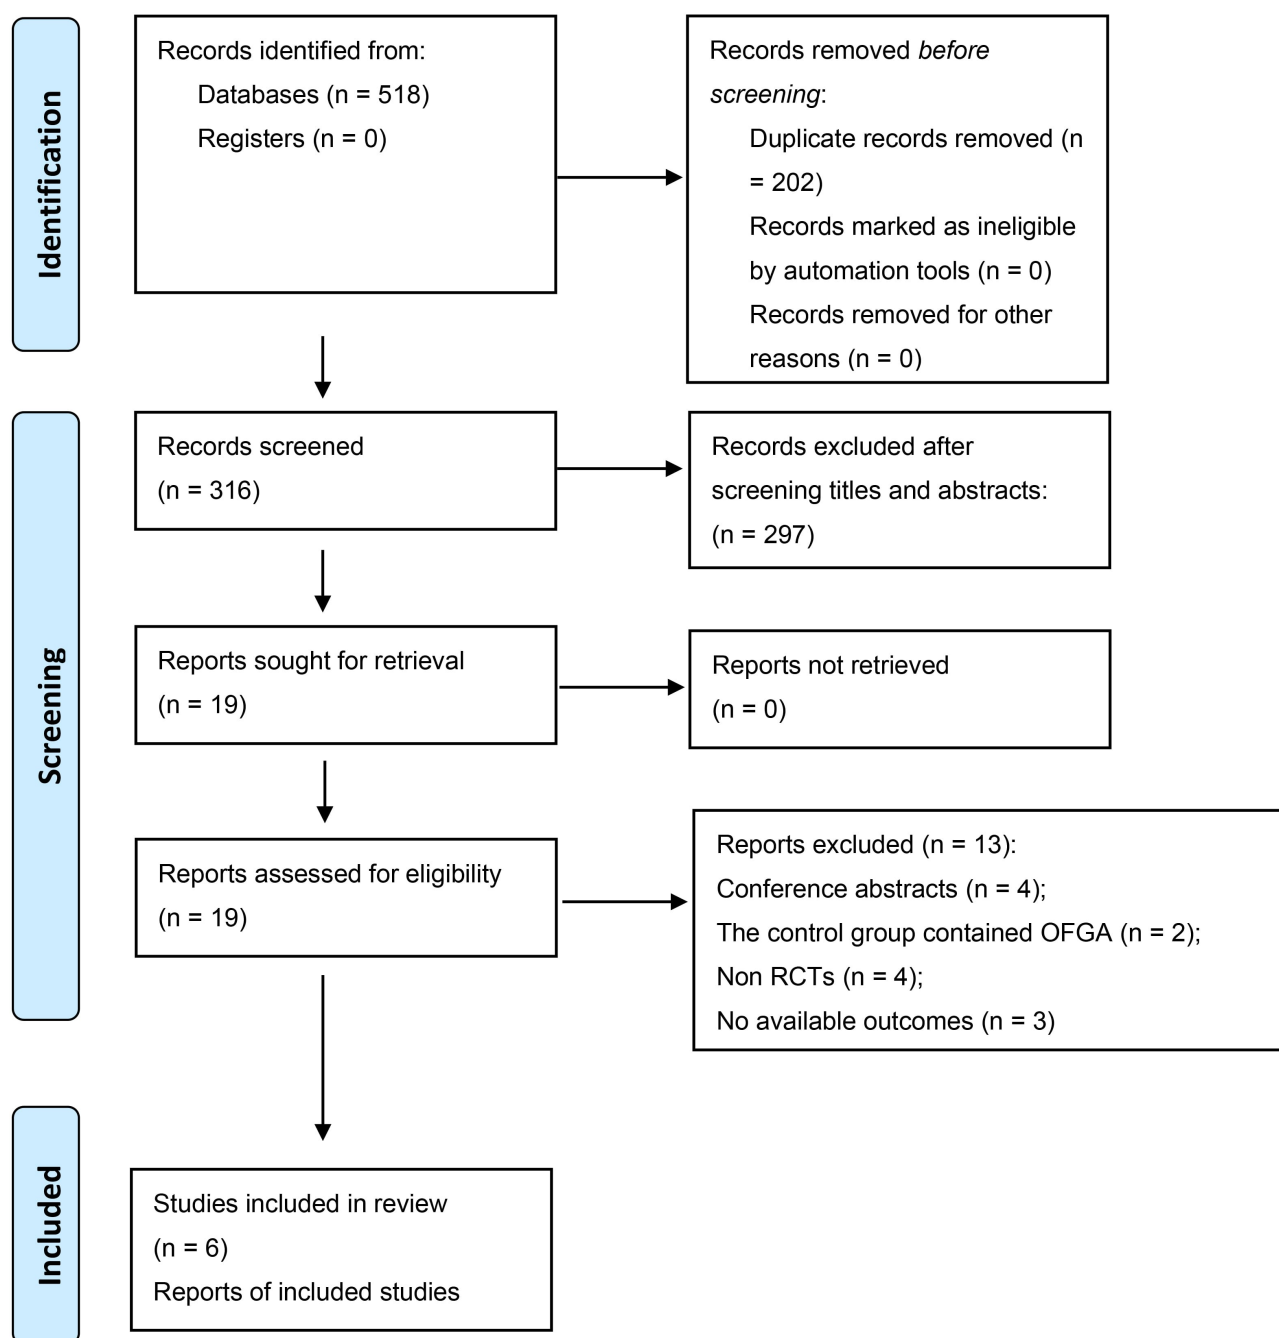 Identification
Records identified from:
Databases (n = 518)
Registers (n = 0)
Records removed before
screening:
Duplicate records removed (n
= 202)
Records marked as ineligible
by automation tools (n = 0)
Records removed for other
reasons (n = 0)
Screening
Records screened
(n = 316)
Records excluded after
screening titles and abstracts:
(n = 297)
Reports sought for retrieval
(n = 19)
Reports not retrieved
(n = 0)
Reports assessed for eligibility
(n = 19)
Reports excluded (n = 13):
Conference abstracts (n = 4);
The control group contained OFGA (n = 2);
Non RCTs (n = 4);
No available outcomes (n = 3)
Included
Studies included in review
(n = 6)
Reports of included studies